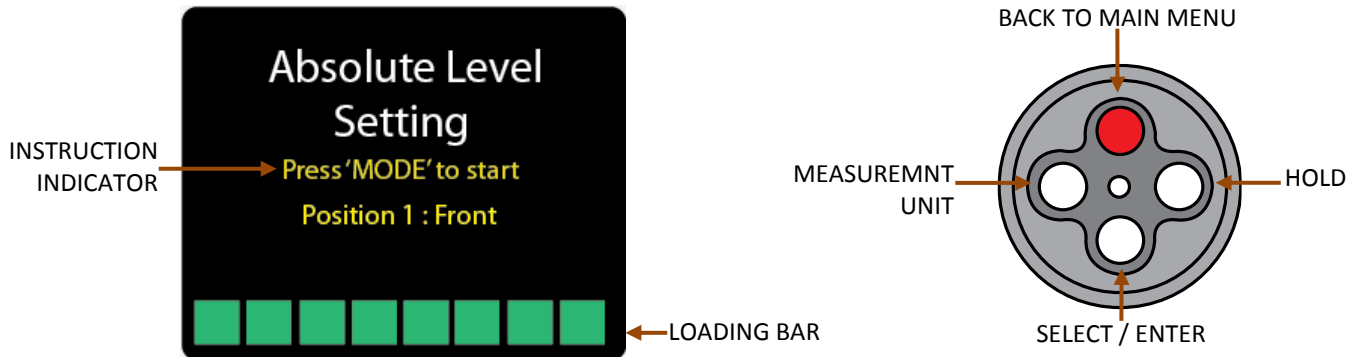 Absolute Level
Setting
Press ‘MODE’ to start
Position 1 : Front
INSTRUCTION
INDICATOR
LOADING BAR
BACK TO MAIN MENU
MEASUREMNT
UNIT
HOLD
SELECT / ENTER